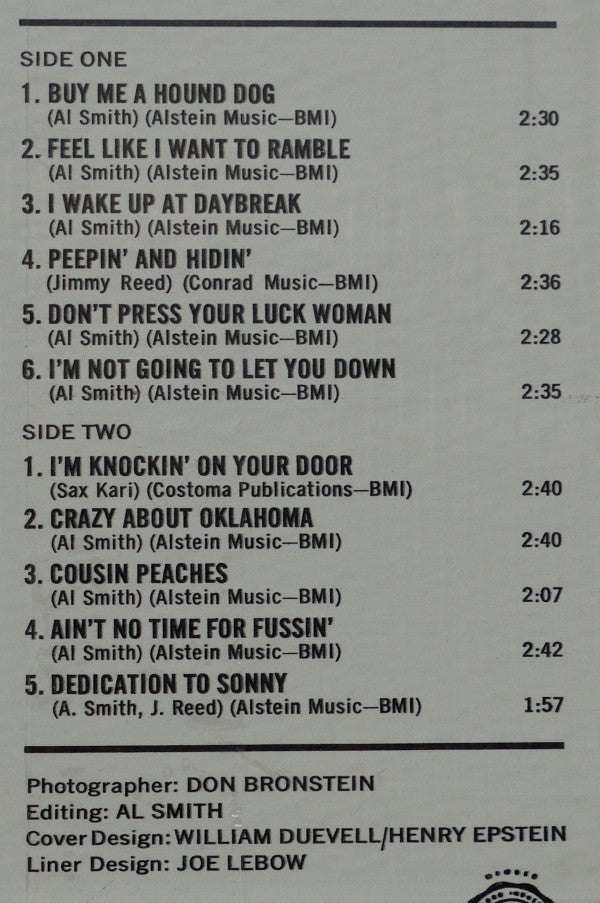 SIDE ONE
1. BUY ME A HOUND DOG
(Al Smith) (Alstein Music—BMI) 2:30
2. FEEL LIKE I WANT TO RAMBLE
(Al Smith) (Alstein Music—BMI) 2:35
3. I WAKE UP AT DAYBREAK
(Al Smith) (Alstein Music—BMI) 2:16
4. PEEPIN' AND HIDIN'
(Jimmy Reed) (Conrad Music—BMI) 2:36
5. DON'T PRESS YOUR LUCK WOMAN
(Al Smith) (Alstein Music—BMI) 2:28
6. I'M NOT GOING TO LET YOU DOWN
(Al Smith) (Alstein Music—BMI) 2:35
SIDE TWO
1. I'M KNOCKIN' ON YOUR DOOR
(Sax Kari) (Costoma Publications—BMI) 2:40
2. CRAZY ABOUT OKLAHOMA
(Al Smith) (Alstein Music—BMI) 2:40
3. COUSIN PEACHES
(Al Smith) (Alstein Music—BMI) 2:07
4. AIN'T NO TIME FOR FUSSIN'
(Al Smith) (Alstein Music—BMI) 2:42
5. DEDICATION TO SONNY
(A. Smith, J. Reed) (Alstein Music—BMI) 1:57
Photographer: DON BRONSTEIN
Editing: AL SMITH
Cover Design: WILLIAM DUEVELL/HENRY EPSTEIN
Liner Design: JOE LEBOW